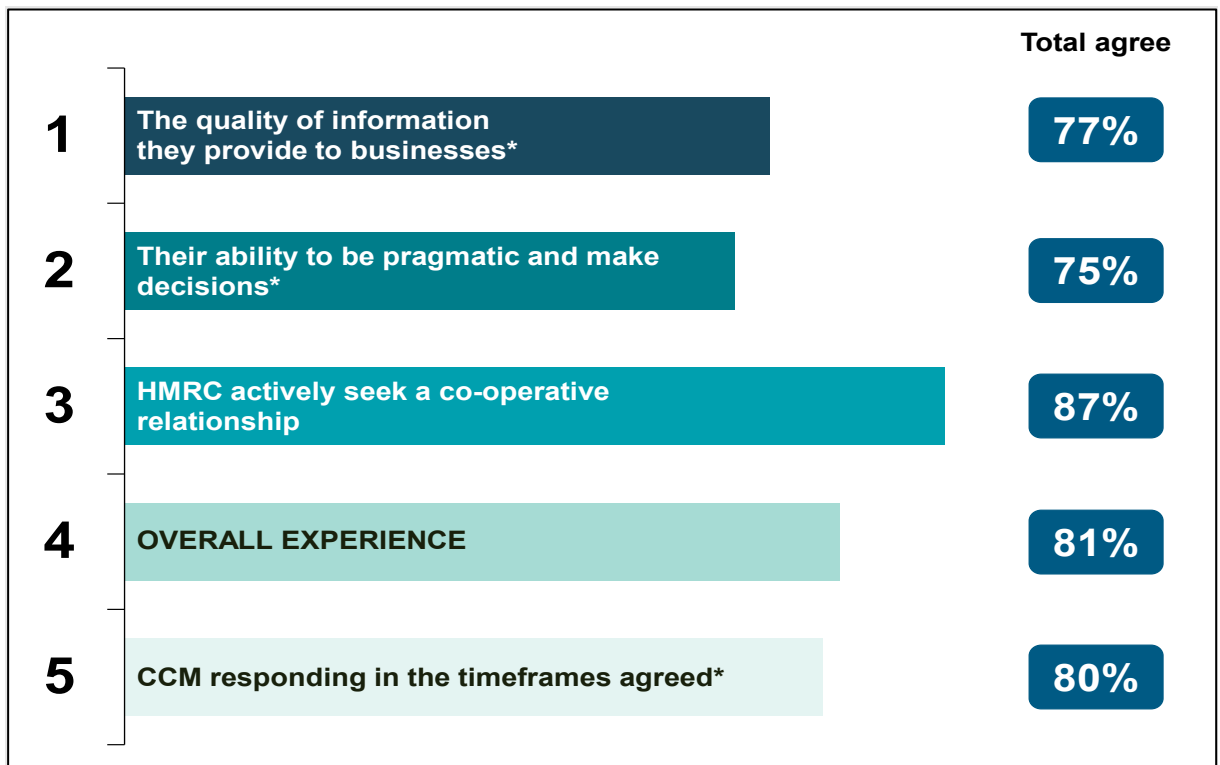 Total agree
1
The quality of information
they provide to businesses*
77%
2
Their ability to be pragmatic and make
decisions*
75%
3
HMRC actively seek a co-operative
relationship
87%
4
OVERALL EXPERIENCE
81%
5
CCM responding in the timeframes agreed*
80%